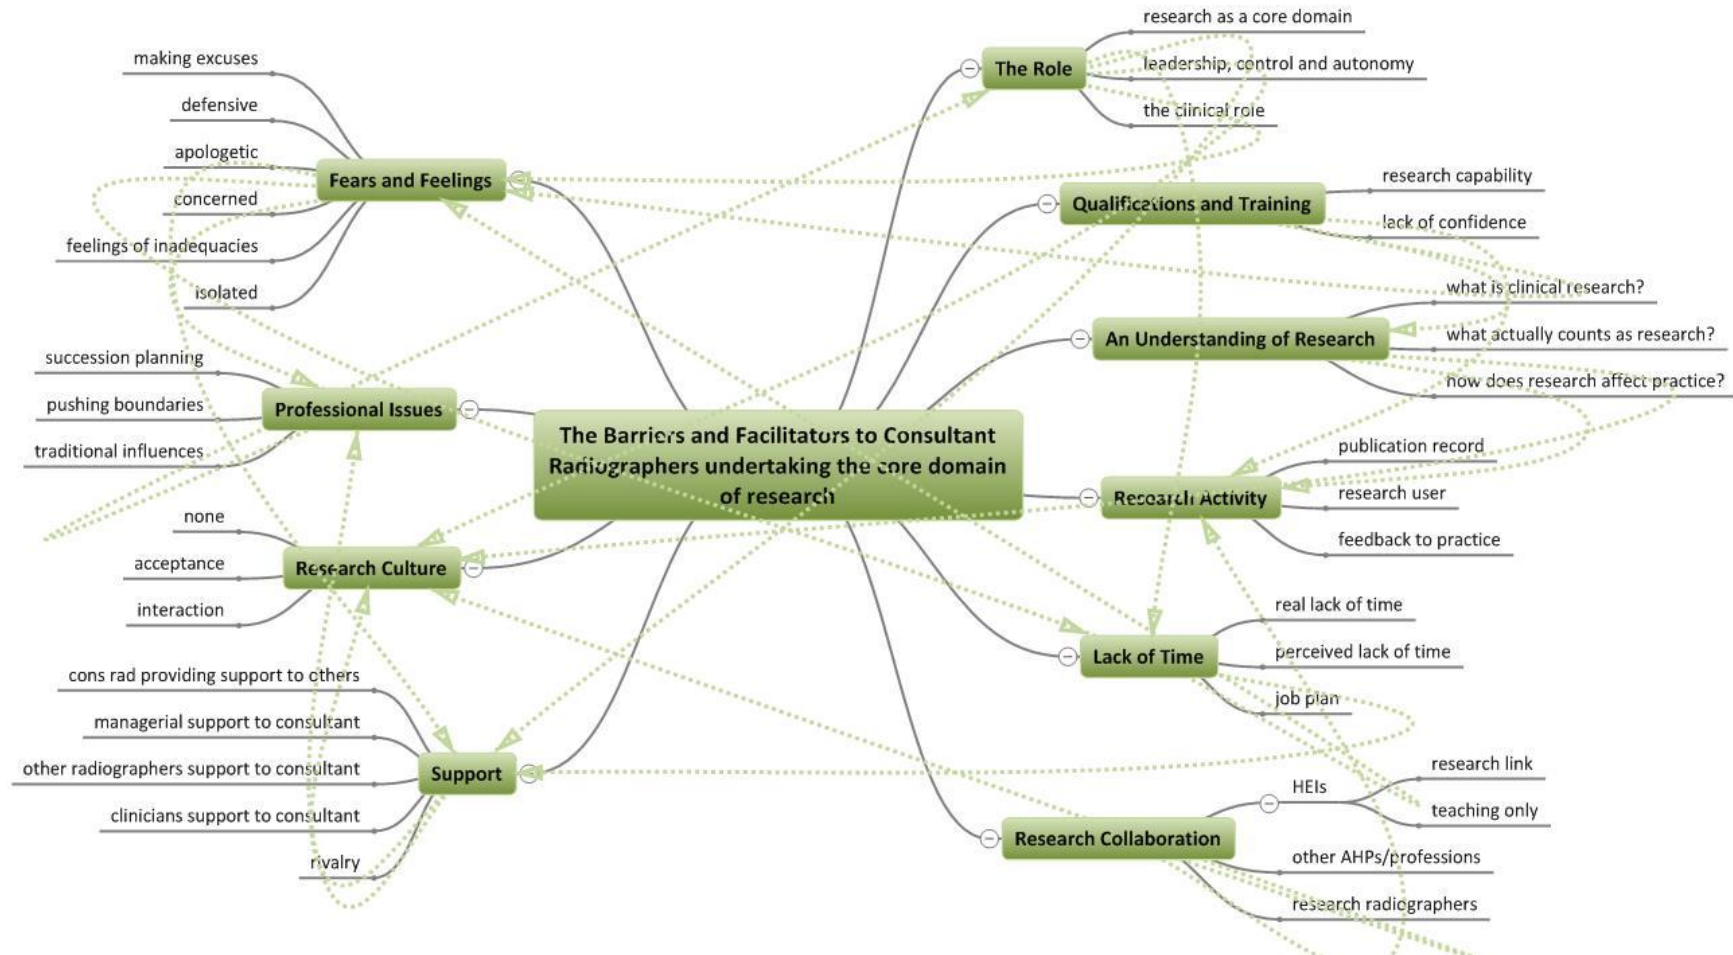 The Barriers and Facilitators to Consultant
Radiographers undertaking the core domain
of research
The Role
research as a core domain
leadership, control and autonomy
the clinical role
Qualifications and Training
research capability
lack of confidence
An Understanding of Research
what is clinical research?
what actually counts as research?
how does research affect practice?
Research Activity
publication record
research user
feedback to practice
Lack of Time
real lack of time
perceived lack of time
job plan
Research Collaboration
HEIs
research link
teaching only
other AHPs/professions
research radiographers
Fears and Feelings
making excuses
defensive
apologetic
concerned
feelings of inadequacies
isolated
Professional Issues
succession planning
pushing boundaries
traditional influences
Research Culture
none
acceptance
interaction
Support
cons rad providing support to others
managerial support to consultant
other radiographers support to consultant
clinicians support to consultant
rivalry